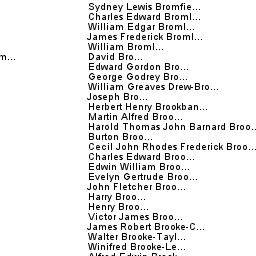 Sydney Lewis Bromfie...
Charles Edward Broml...
William Edgar Broml...
James Frederick Broml...
William Broml...
m...
David Bro...
Edward Gordon Bro...
George Godrey Bro...
William Greaves Drew-Bro...
Joseph Bro...
Herbert Henry Brookban...
Martin Alfred Broo...
Harold Thomas John Barnard Broo...
Burton Broo...
Cecil John Rhodes Frederick Broo...
Charles Edward Broo...
Edwin William Broo...
Evelyn Gertrude Broo...
John Fletcher Broo...
Harry Broo...
Henry Broo...
Victor James Broo...
James Robert Brooke-C...
Walter Brooke-Tayl...
Winifred Brooke-Le...